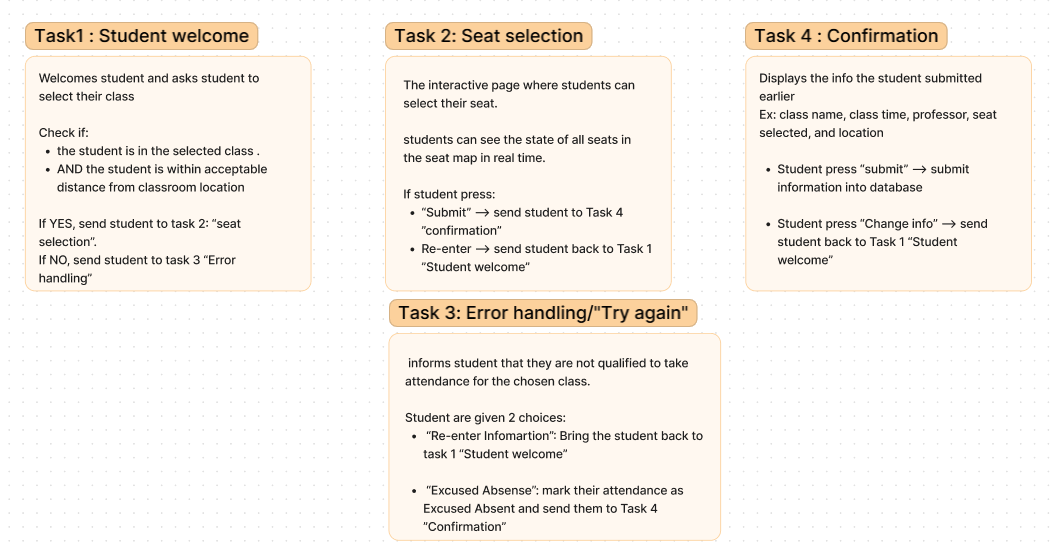 Task1 : Student welcome
Welcomes student and asks student to
select their class
Check if:
• the student is in the selected class .
• AND the student is within acceptable
distance from classroom location
If YES, send student to task 2: “seat
selection”.
If NO, send student to task 3 “Error
handling”
Task 2: Seat selection
The interactive page where students can
select their seat.
students can see the state of all seats in
the seat map in real time.
If student press:
• “Submit” —> send student to Task 4
“confirmation”
• Re-enter —> send student back to Task 1
“Student welcome”
Task 4 : Confirmation
Displays the info the student submitted
earlier
Ex: class name, class time, professor, seat
selected, and location
• Student press “submit” —> submit
information into database
• Student press “Change info” —> send
student back to Task 1 “Student
welcome”
Task 3: Error handling/"Try again"
informs student that they are not qualified to take
attendance for the chosen class.
Student are given 2 choices:
• “Re-enter Infomartion”: Bring the student back to
task 1 “Student welcome”
• “Excused Absense”: mark their attendance as
Excused Absent and send them to Task 4
“Confirmation”